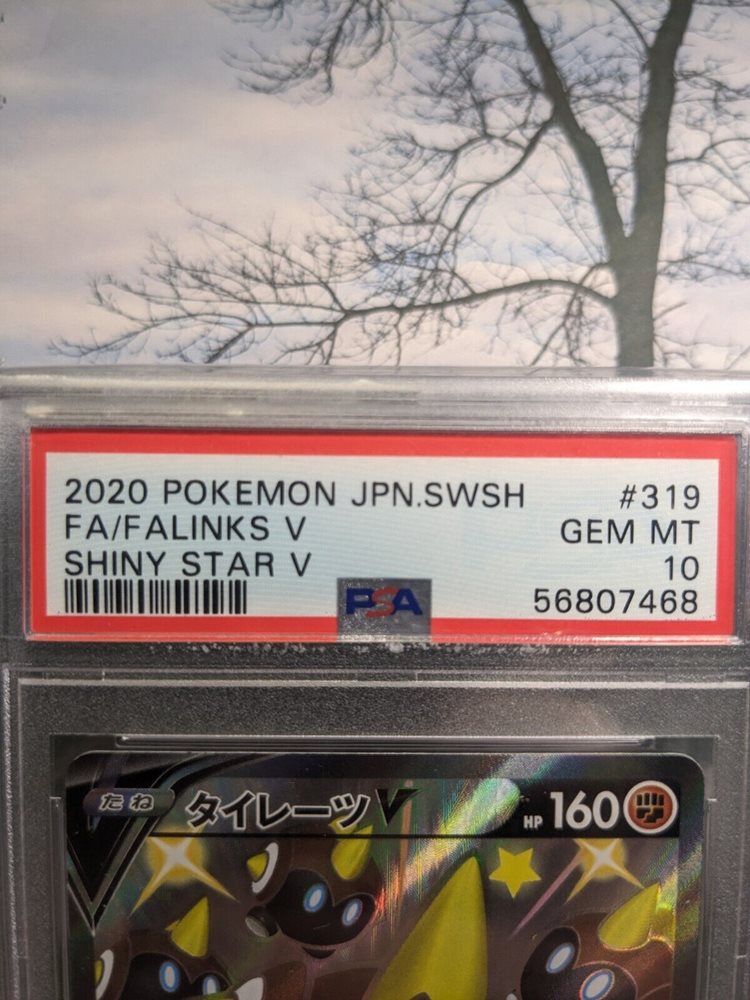 2020 POKEMON JPN.SWSH #319
FA/FALINKS V GEM MT
SHINY STAR V 10
PSA 56807468
たね タイレーツV HP 160